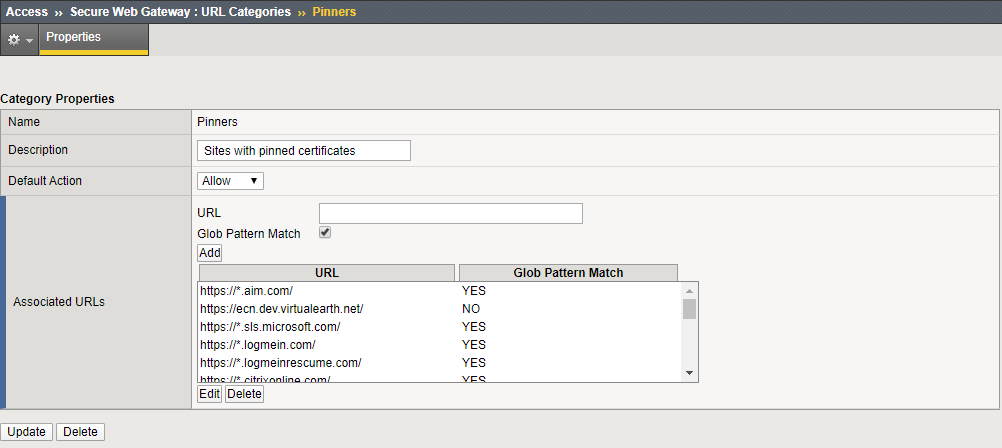 Access ›› Secure Web Gateway : URL Categories ›› Pinners
Properties
Category Properties
Name Pinners
Description Sites with pinned certificates
Default Action Allow
Associated URLs
URL
Glob Pattern Match
Add
URL Glob Pattern Match
https://*.aim.com/ YES
https://ecn.dev.virtualearth.net/ NO
https://*.sls.microsoft.com/ YES
https://*.logmein.com/ YES
https://*.logmeinrescume.com/ YES
https://*.citrixonline.com/ YES
Edit Delete
Update Delete